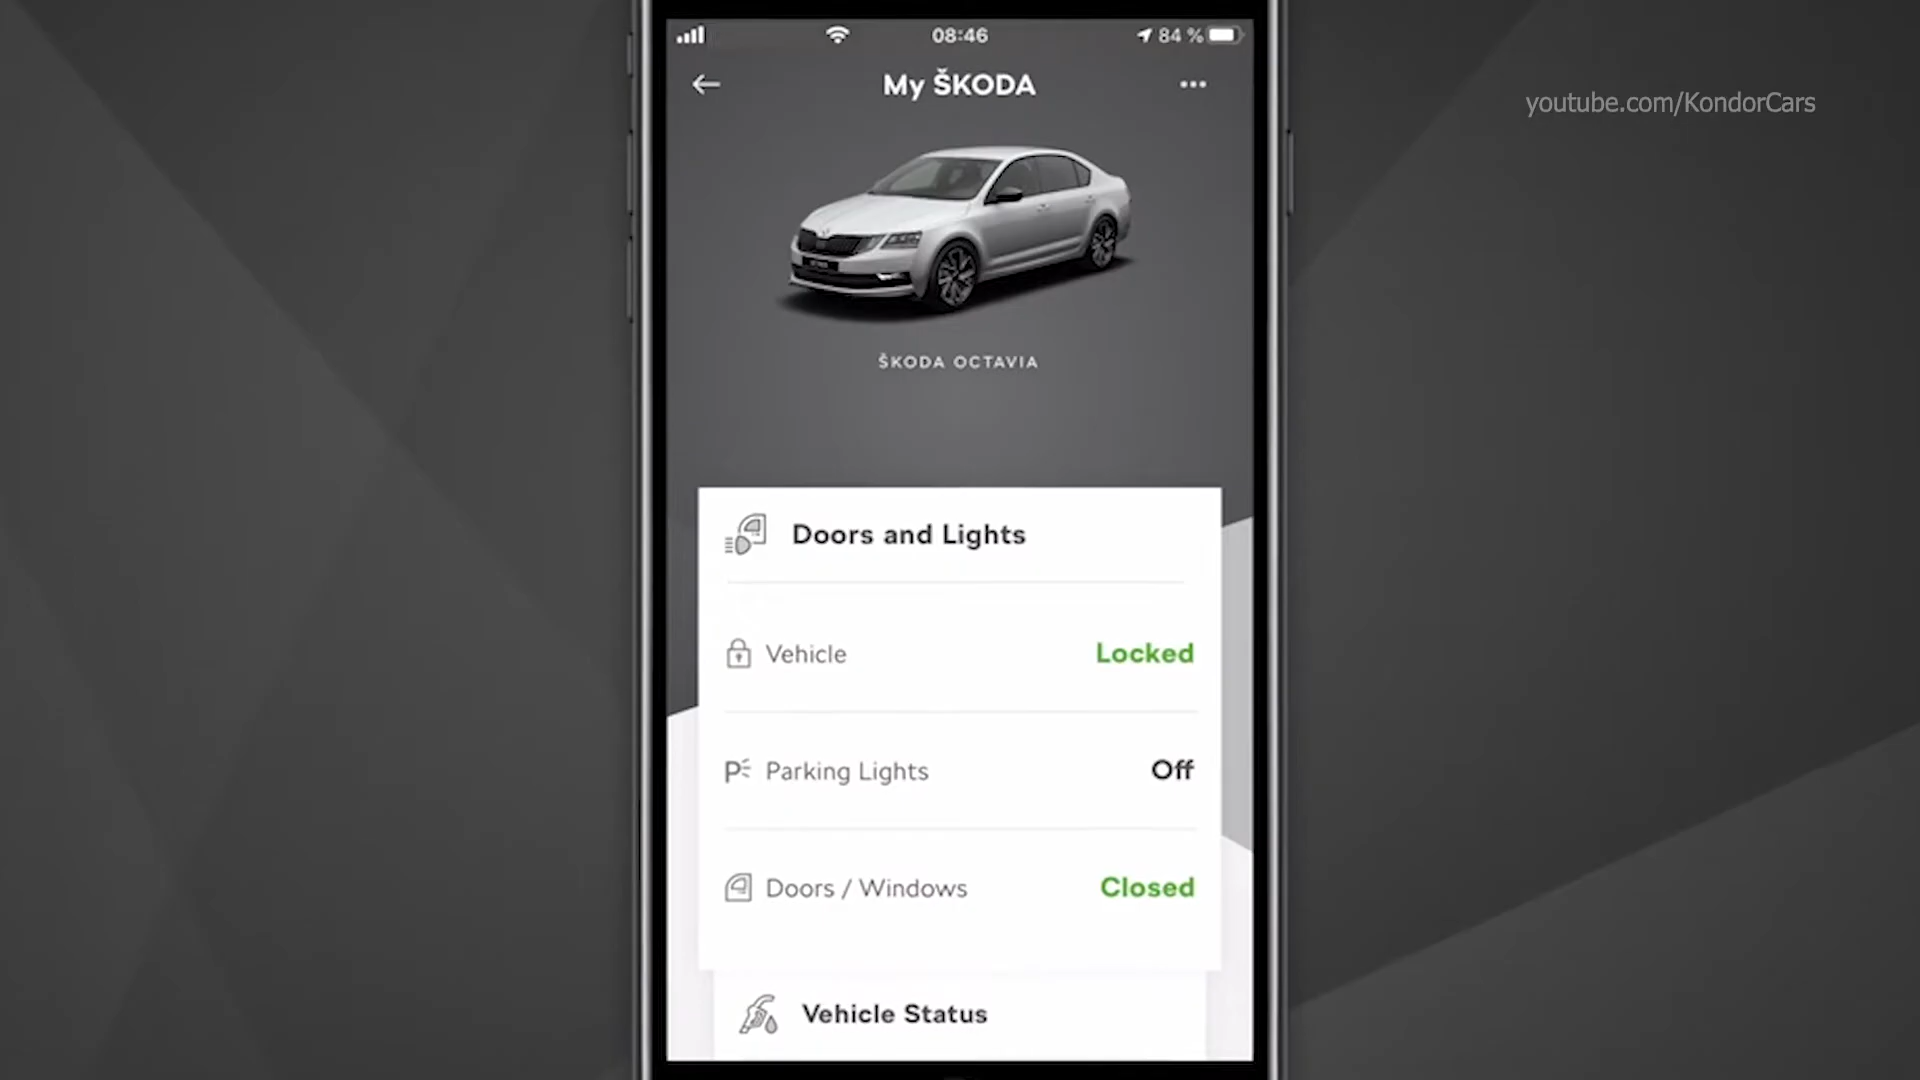 08:46
84 %
My ŠKODA
youtube.com/KondorCars
ŠKODA OCTAVIA
Doors and Lights
Vehicle
Locked
Parking Lights
Off
Doors / Windows
Closed
Vehicle Status